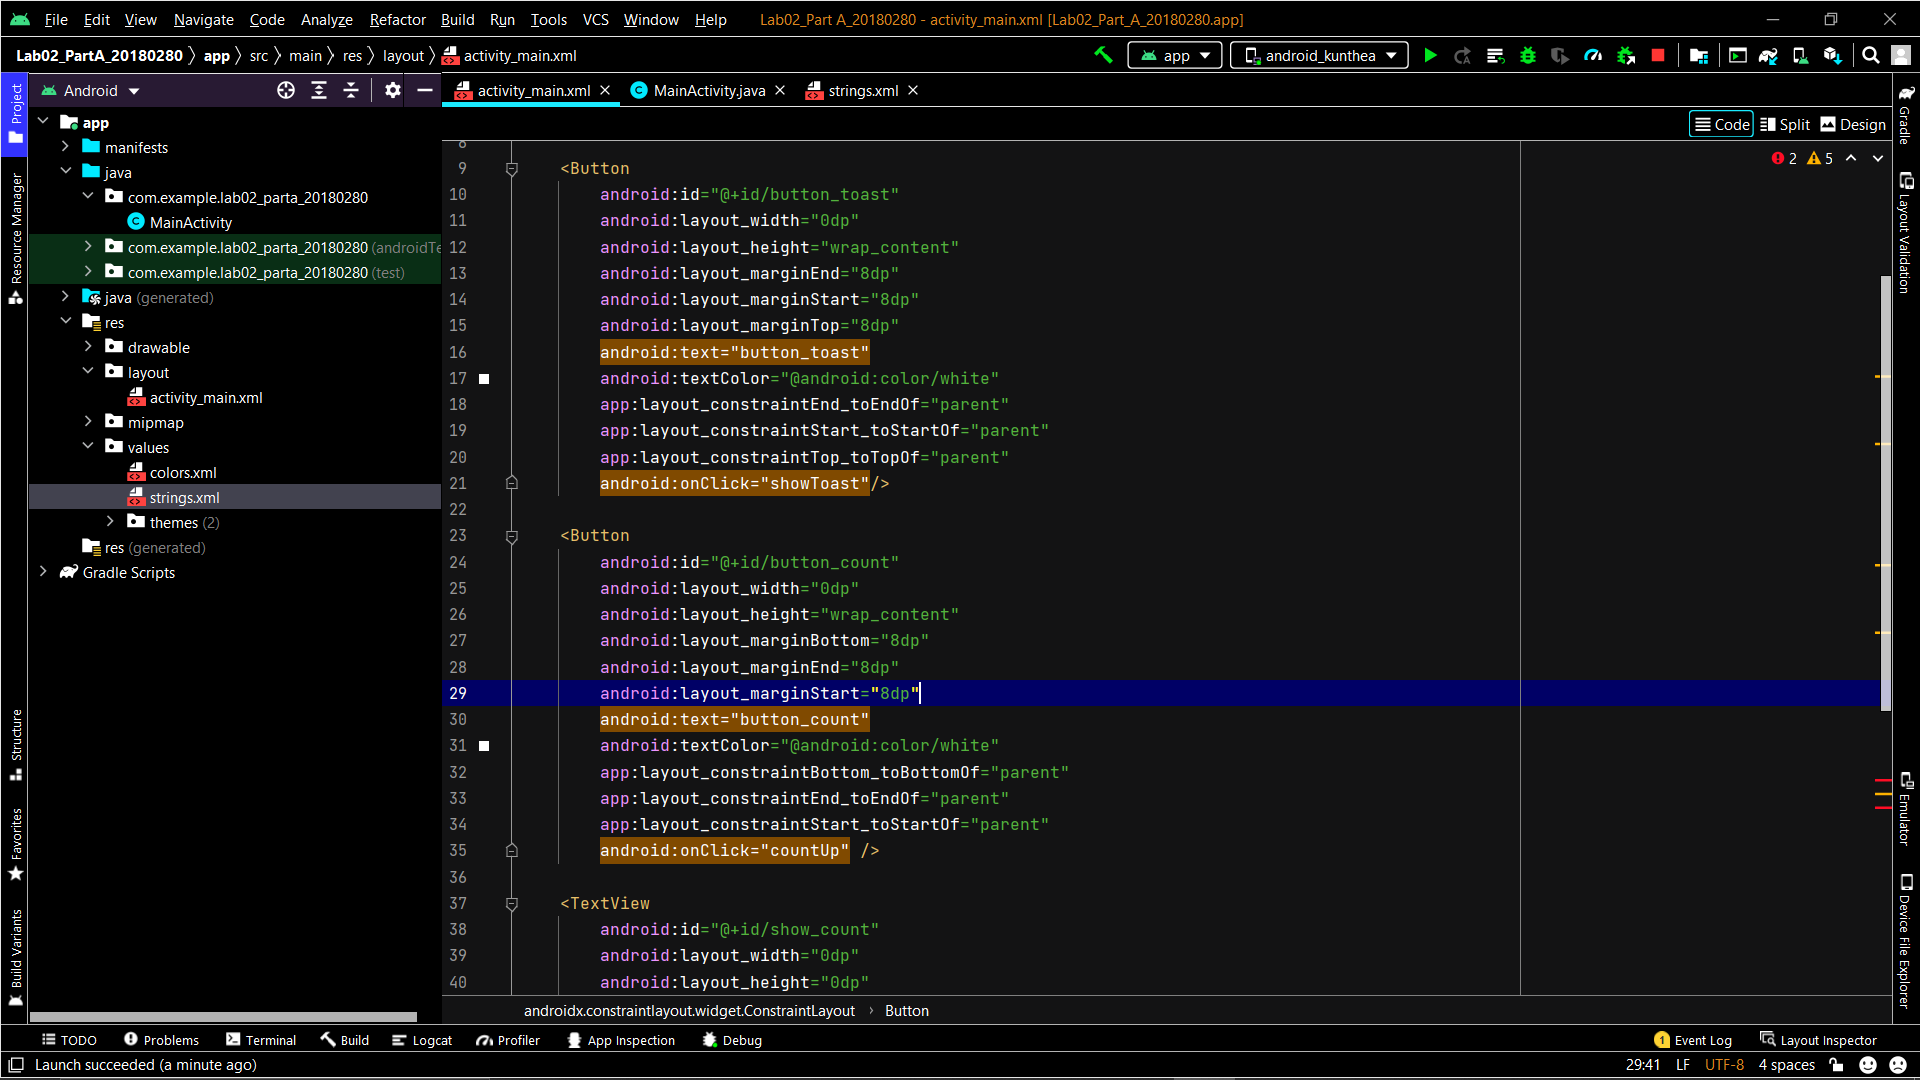 File Edit View Navigate Code Analyze Refactor Build Run Tools VCS Window Help Lab02_Part A_20180280 - activity_main.xml [Lab02_Part_A_20180280.app]
Lab02_PartA_20180280 app src main res layout activity_main.xml app android_kunthea
Android activity_main.xml MainActivity.java strings.xml
Code Split Design
2 5
app
manifests
java
com.example.lab02_parta_20180280
MainActivity
com.example.lab02_parta_20180280 (androidTe
com.example.lab02_parta_20180280 (test)
java (generated)
res
drawable
layout
activity_main.xml
mipmap
values
colors.xml
strings.xml
themes (2)
res (generated)
Gradle Scripts
Project
Resource Manager
Structure
Favorites
Build Variants
8
9 <Button
10 android:id="@+id/button_toast"
11 android:layout_width="0dp"
12 android:layout_height="wrap_content"
13 android:layout_marginEnd="8dp"
14 android:layout_marginStart="8dp"
15 android:layout_marginTop="8dp"
16 android:text="button_toast"
17 android:textColor="@android:color/white"
18 app:layout_constraintEnd_toEndOf="parent"
19 app:layout_constraintStart_toStartOf="parent"
20 app:layout_constraintTop_toTopOf="parent"
21 android:onClick="showToast"/>
22
23 <Button
24 android:id="@+id/button_count"
25 android:layout_width="0dp"
26 android:layout_height="wrap_content"
27 android:layout_marginBottom="8dp"
28 android:layout_marginEnd="8dp"
29 android:layout_marginStart="8dp"
30 android:text="button_count"
31 android:textColor="@android:color/white"
32 app:layout_constraintBottom_toBottomOf="parent"
33 app:layout_constraintEnd_toEndOf="parent"
34 app:layout_constraintStart_toStartOf="parent"
35 android:onClick="countUp" />
36
37 <TextView
38 android:id="@+id/show_count"
39 android:layout_width="0dp"
40 android:layout_height="0dp"
androidx.constraintlayout.widget.ConstraintLayout › Button
Gradle
Layout Validation
Emulator
Device File Explorer
TODO Problems Terminal Build Logcat Profiler App Inspection Debug 1 Event Log Layout Inspector
Launch succeeded (a minute ago) 29:41 LF UTF-8 4 spaces